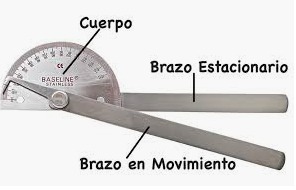 Cuerpo
Brazo Estacionario
BASELINE®
STAINLESS
Brazo en Movimiento